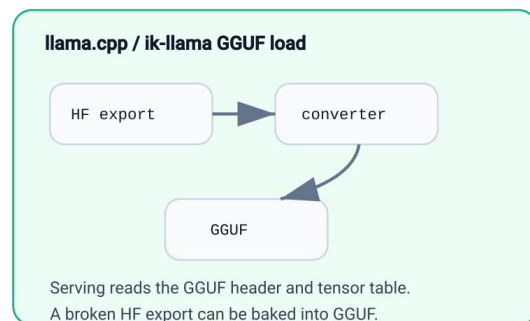 llama.cpp / ik-llama GGUF load
HF export
converter
GGUF
Serving reads the GGUF header and tensor table.
A broken HF export can be baked into GGUF.